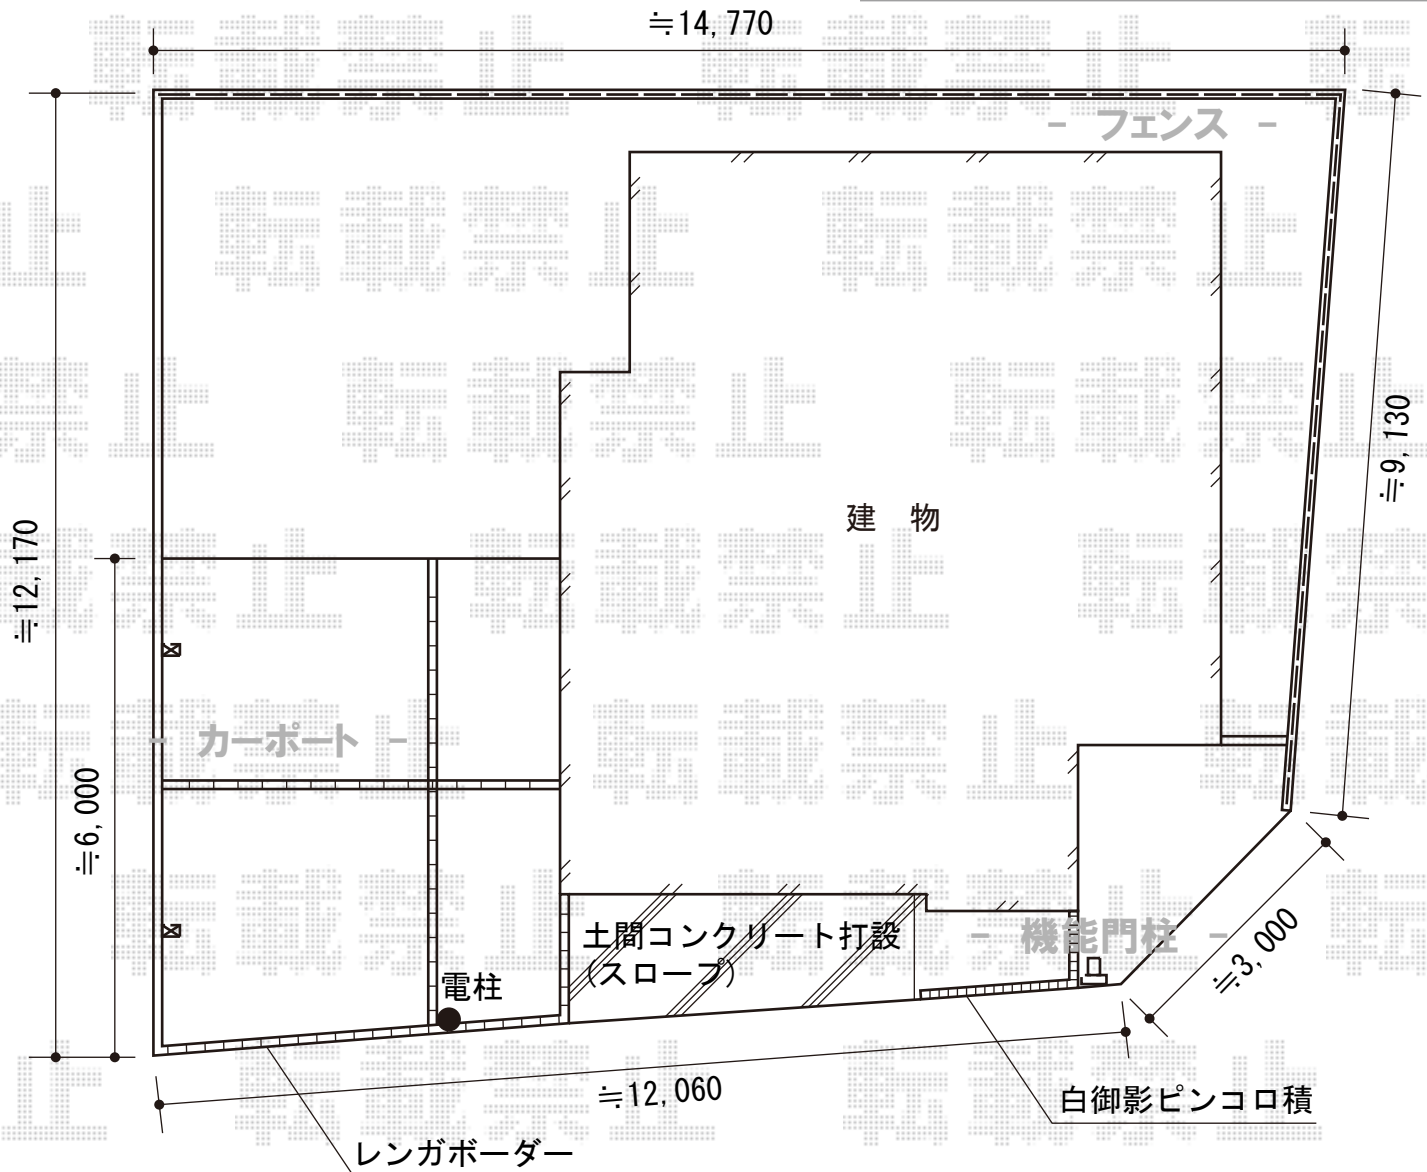 ≒14,770
- フェンス -
≒9,130
建　物
≒12,170
- カーポート -
≒6,000
土間コンクリート打設
(スロープ)
- 機能門柱 -
電柱
≒3,000
≒12,060
白御影ピンコロ積
レンガボーダー
転載禁止